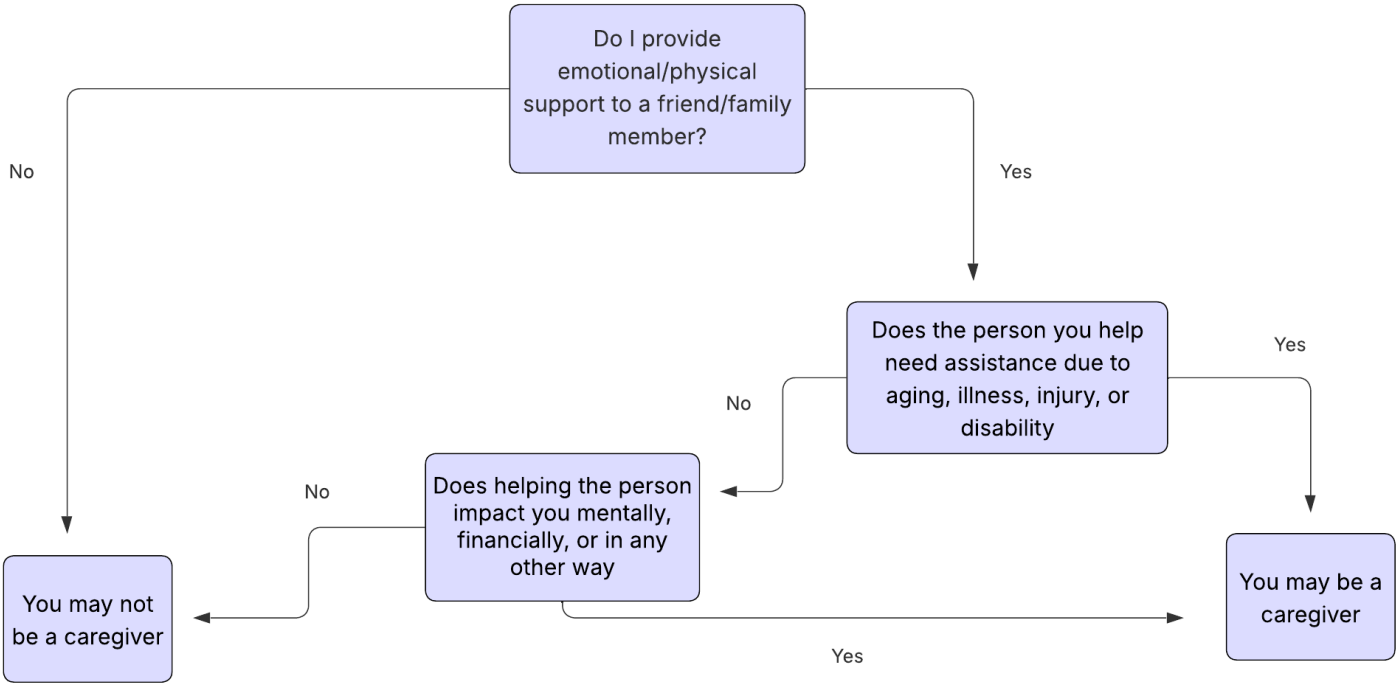 Do I provide
emotional/physical
support to a friend/family
member?
No
Yes
Does the person you help
need assistance due to
aging, illness, injury, or
disability
Yes
No
Does helping the person
impact you mentally,
financially, or in any
other way
No
You may not
be a caregiver
You may be a
caregiver
Yes